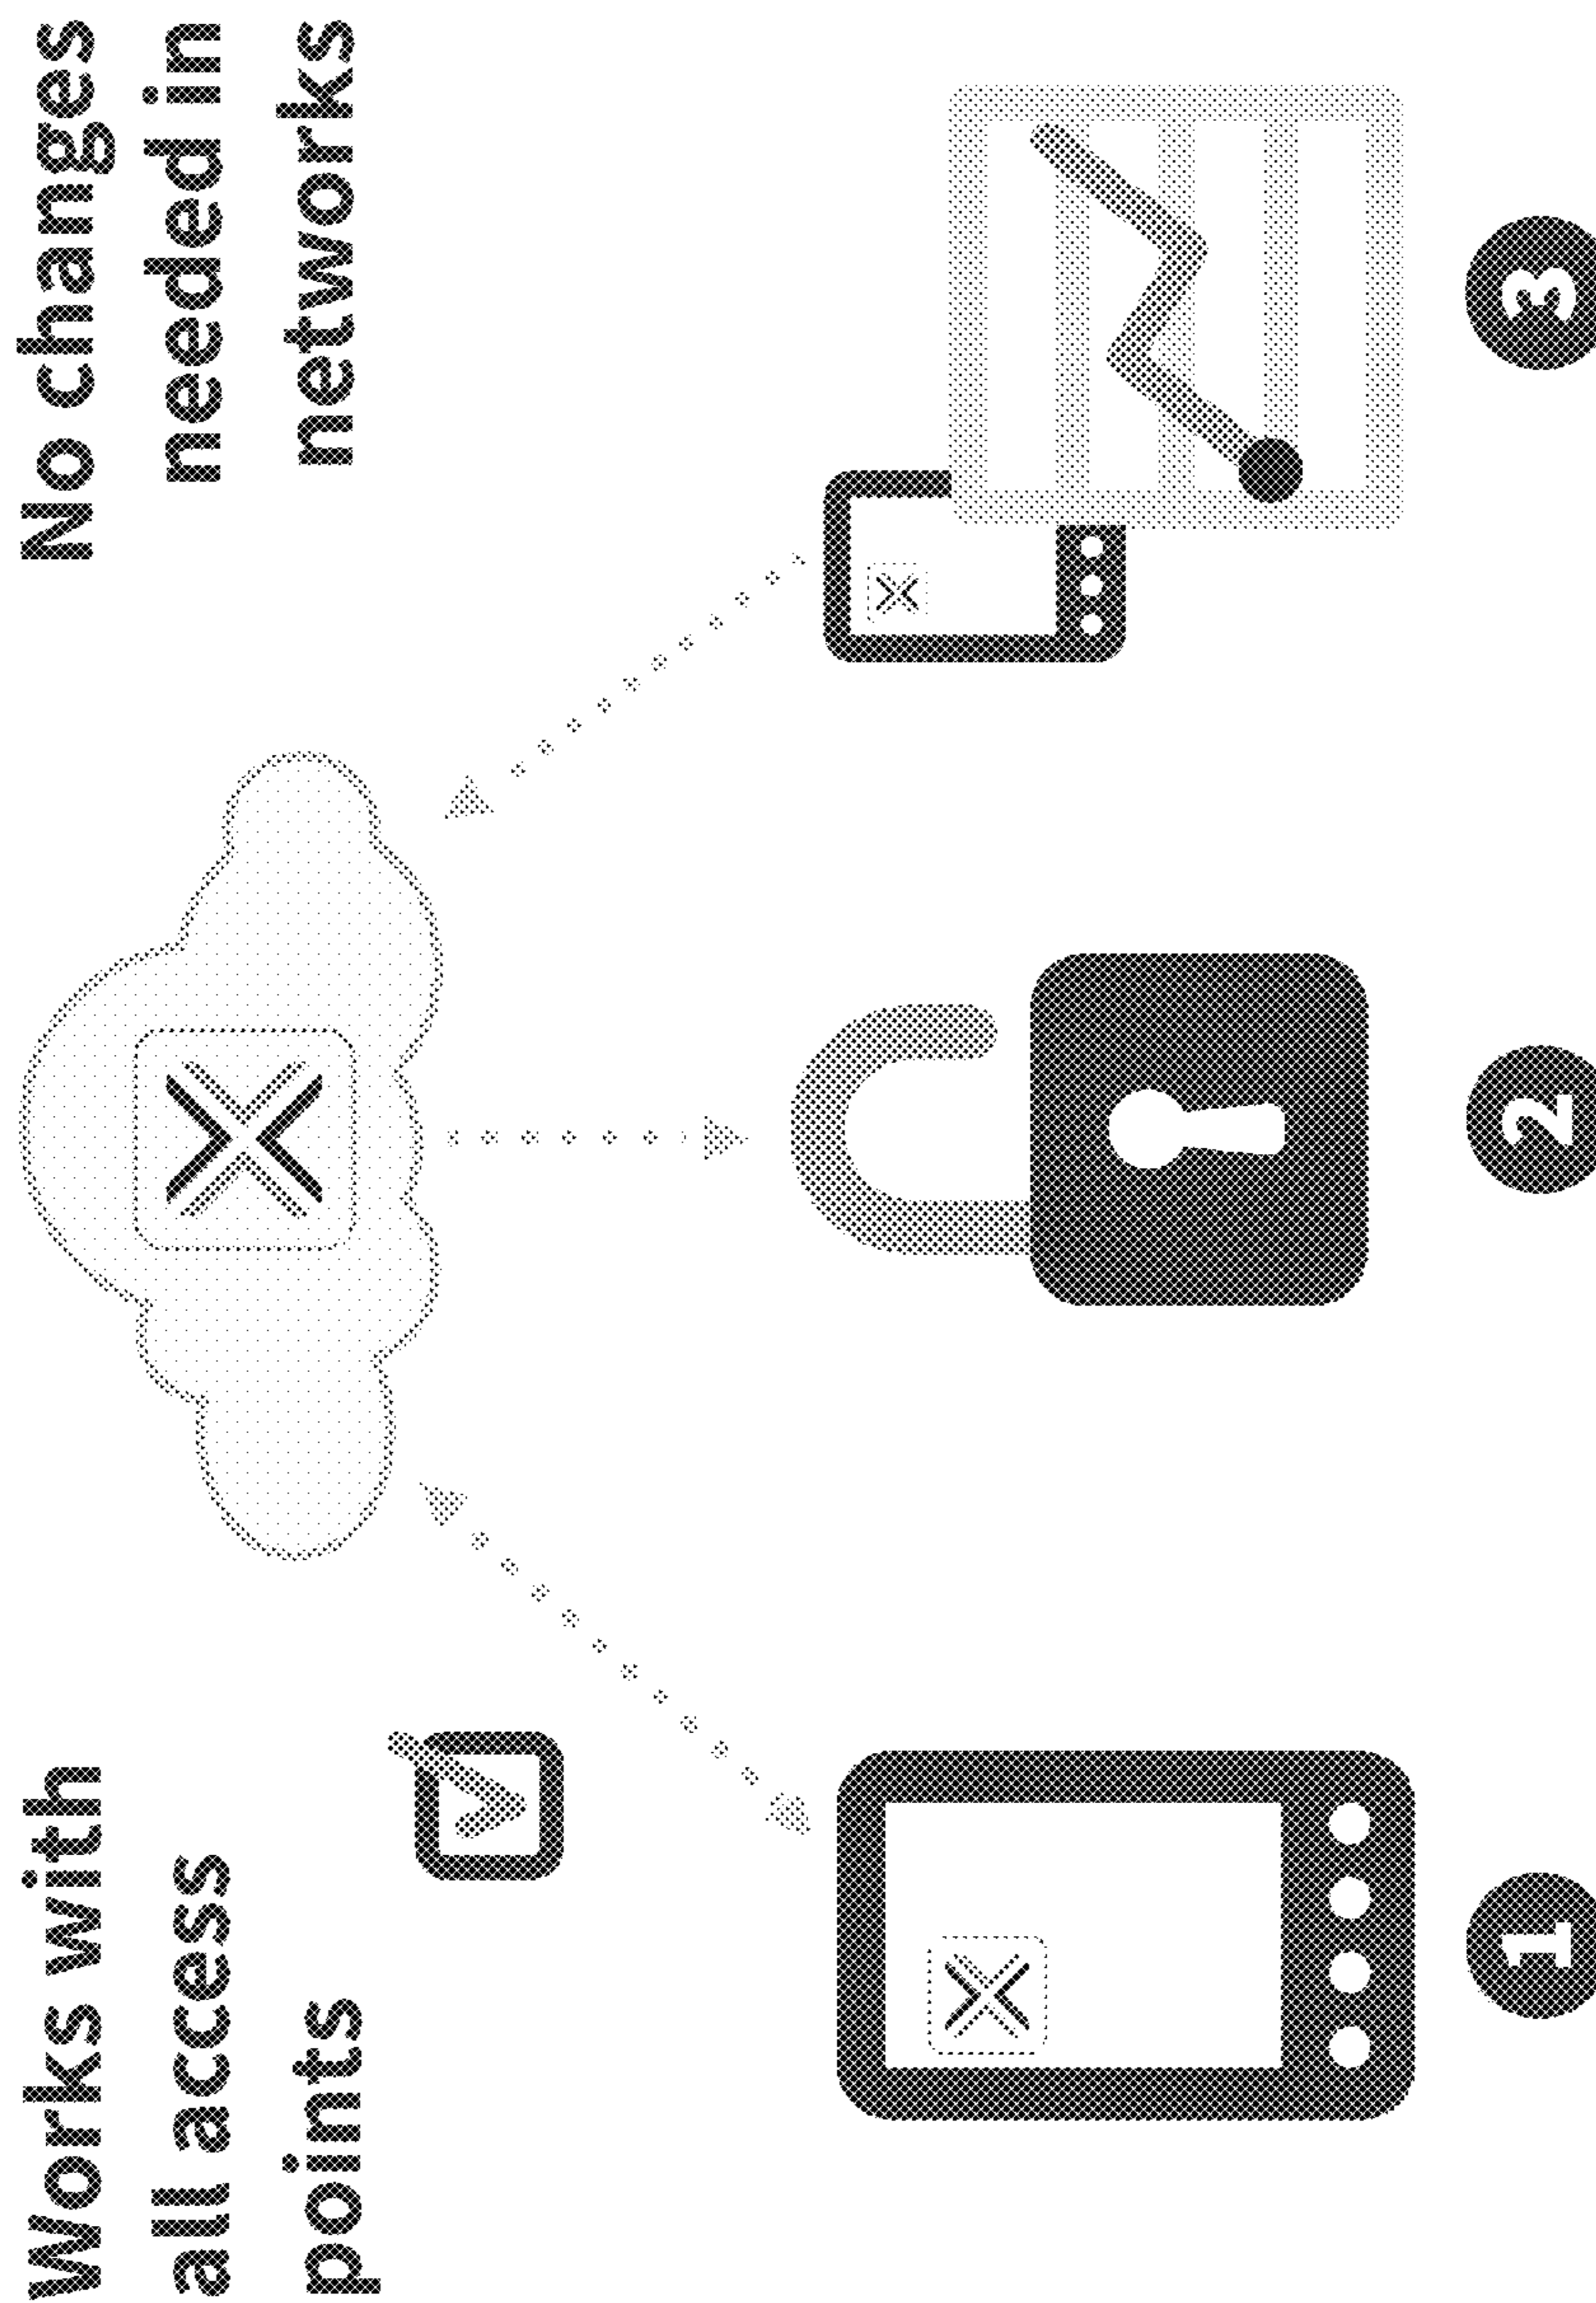 Works with
all access
points
No changes
needed in
networks
1
2
3